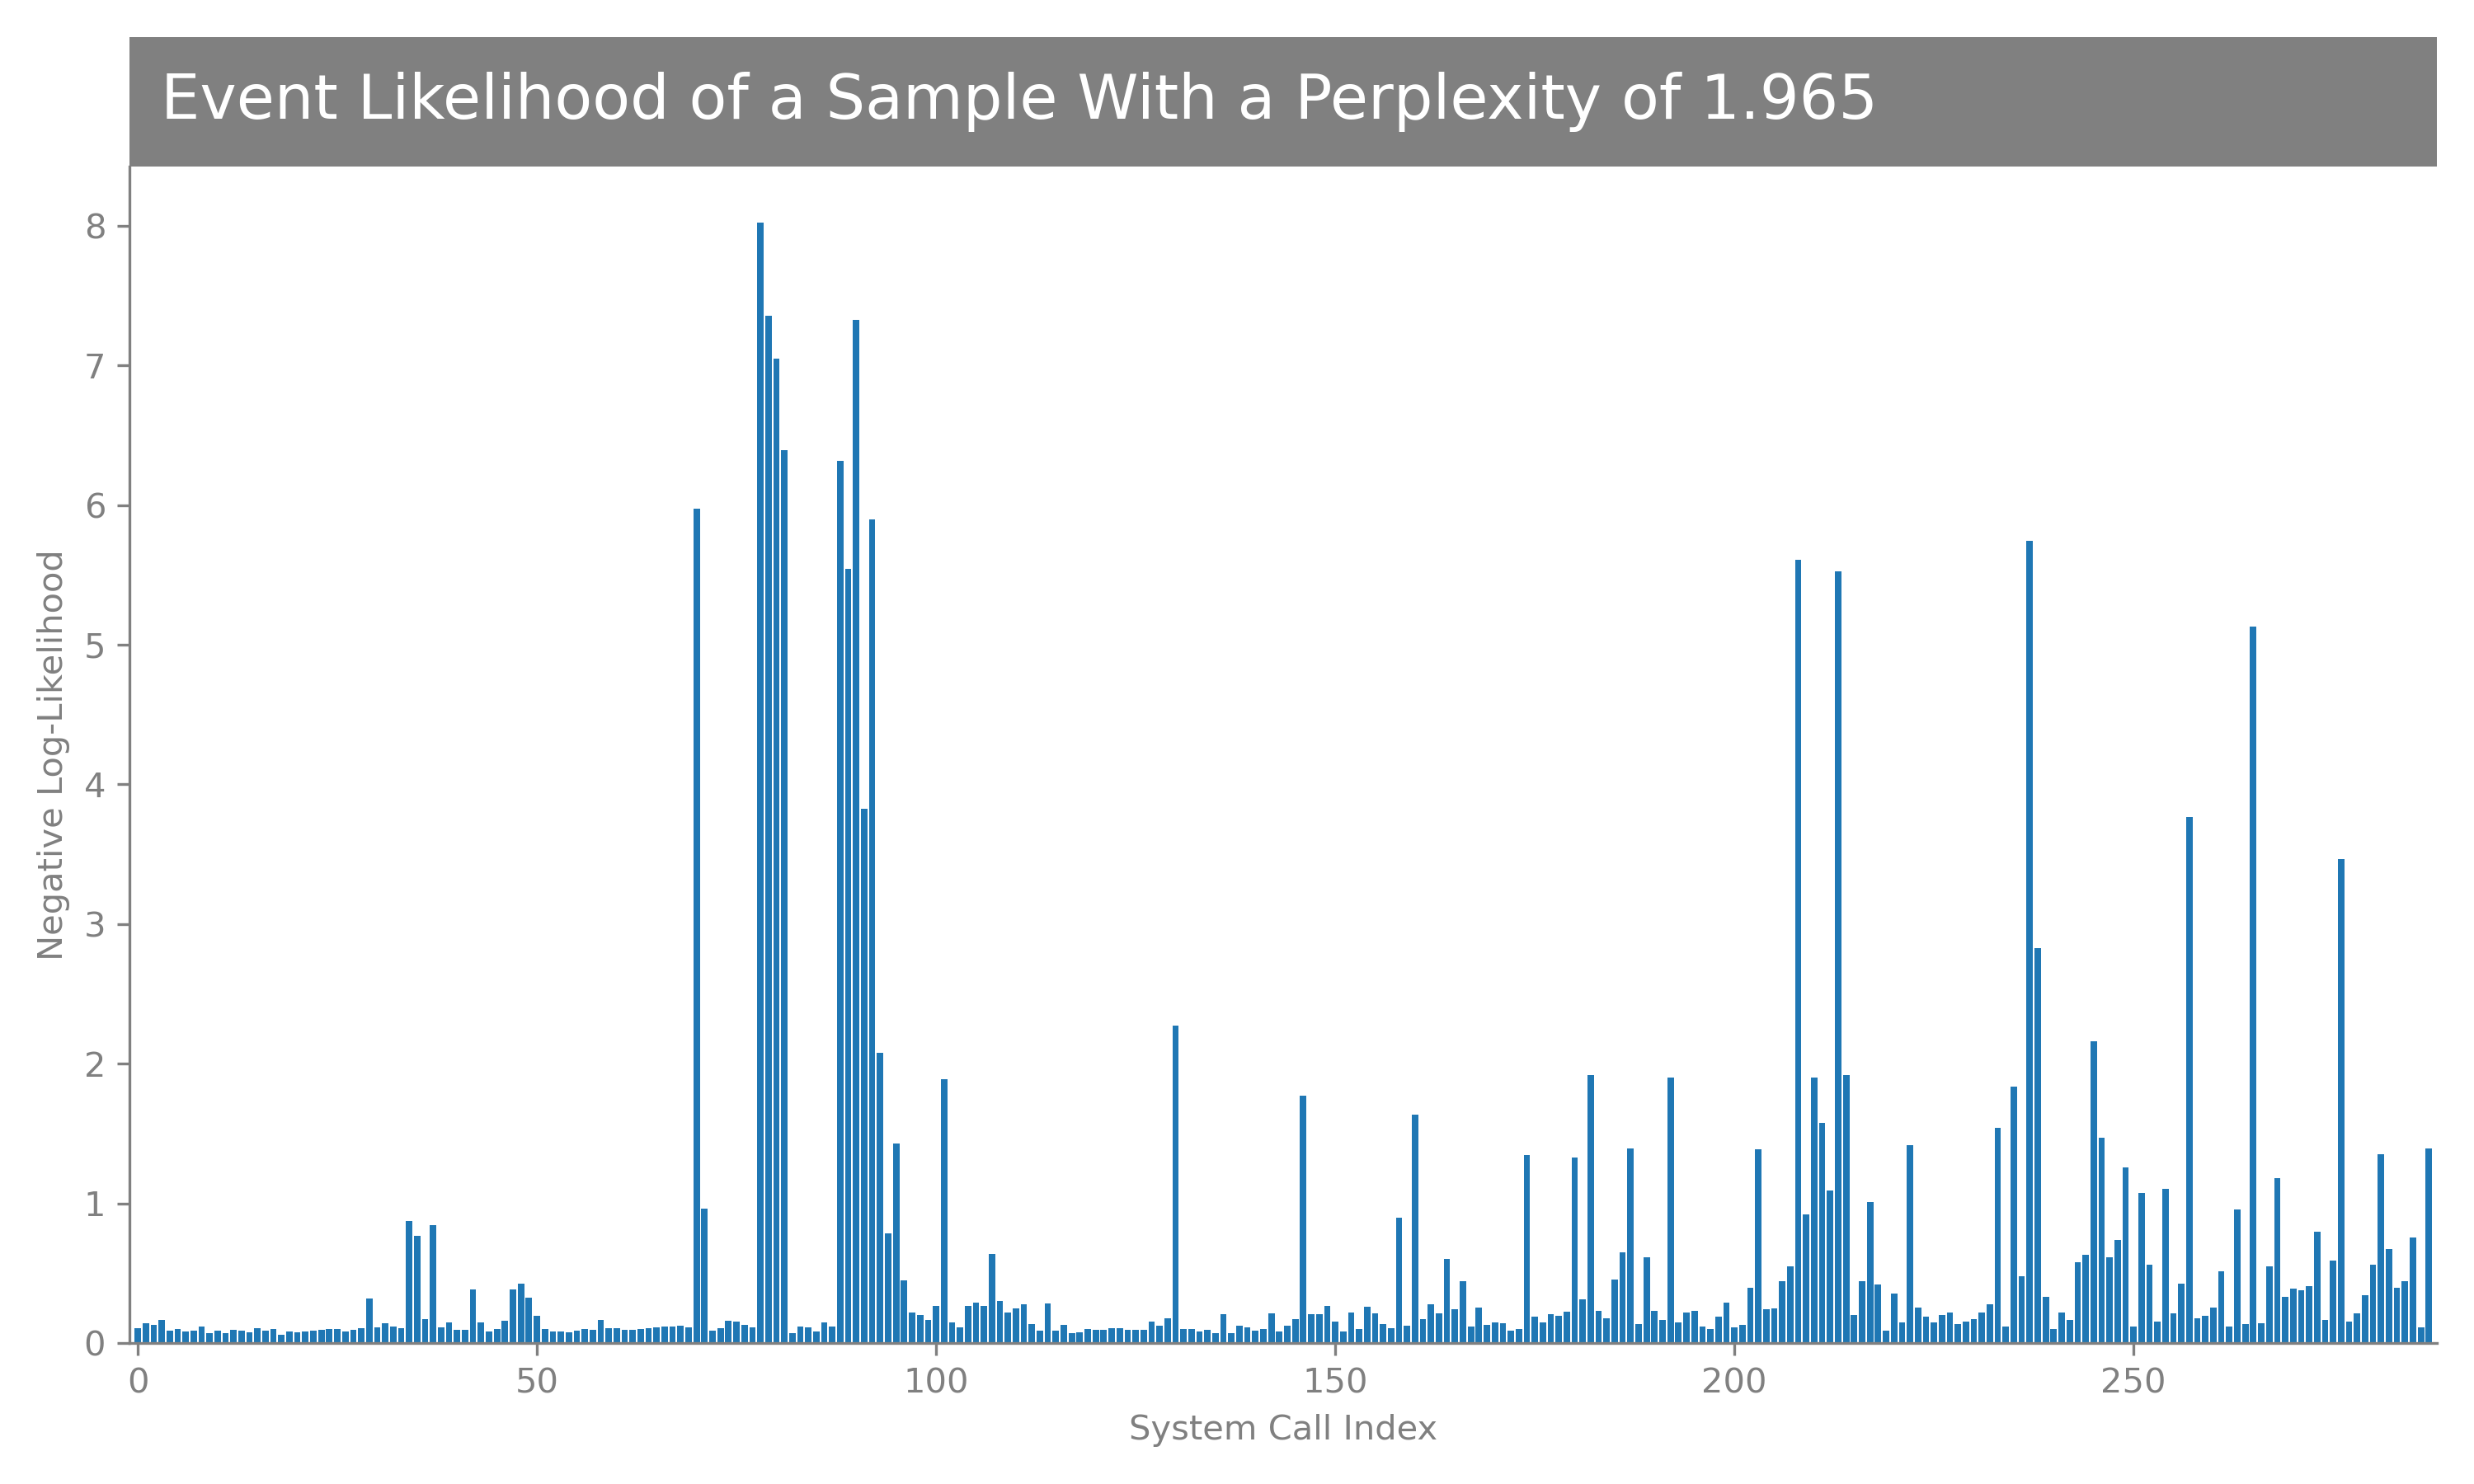 Event Likelihood of a Sample With a Perplexity of 1.965
8
7
6
5
4
3
2
1
0
Negative Log-Likelihood
0 50 100 150 200 250
System Call Index